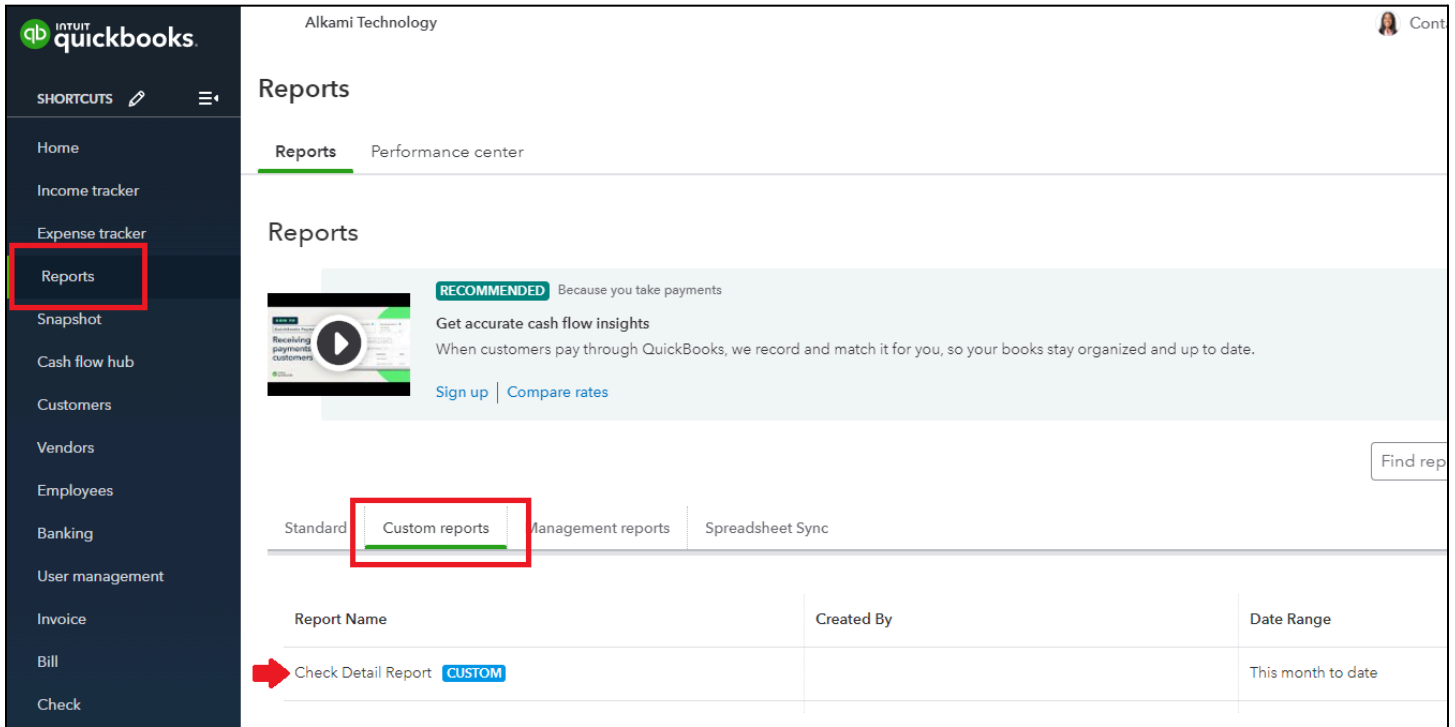 INTUIT
quickbooks.
Alkami Technology
SHORTCUTS
Home
Income tracker
Expense tracker
Reports
Snapshot
Cash flow hub
Customers
Vendors
Employees
Banking
User management
Invoice
Bill
Check
Reports
Reports Performance center
Reports
Receiving
payments
customers
RECOMMENDED Because you take payments
Get accurate cash flow insights
When customers pay through QuickBooks, we record and match it for you, so your books stay organized and up to date.
Sign up Compare rates
Find rep
Standard Custom reports Management reports Spreadsheet Sync
Report Name Created By Date Range
Check Detail Report CUSTOM This month to date